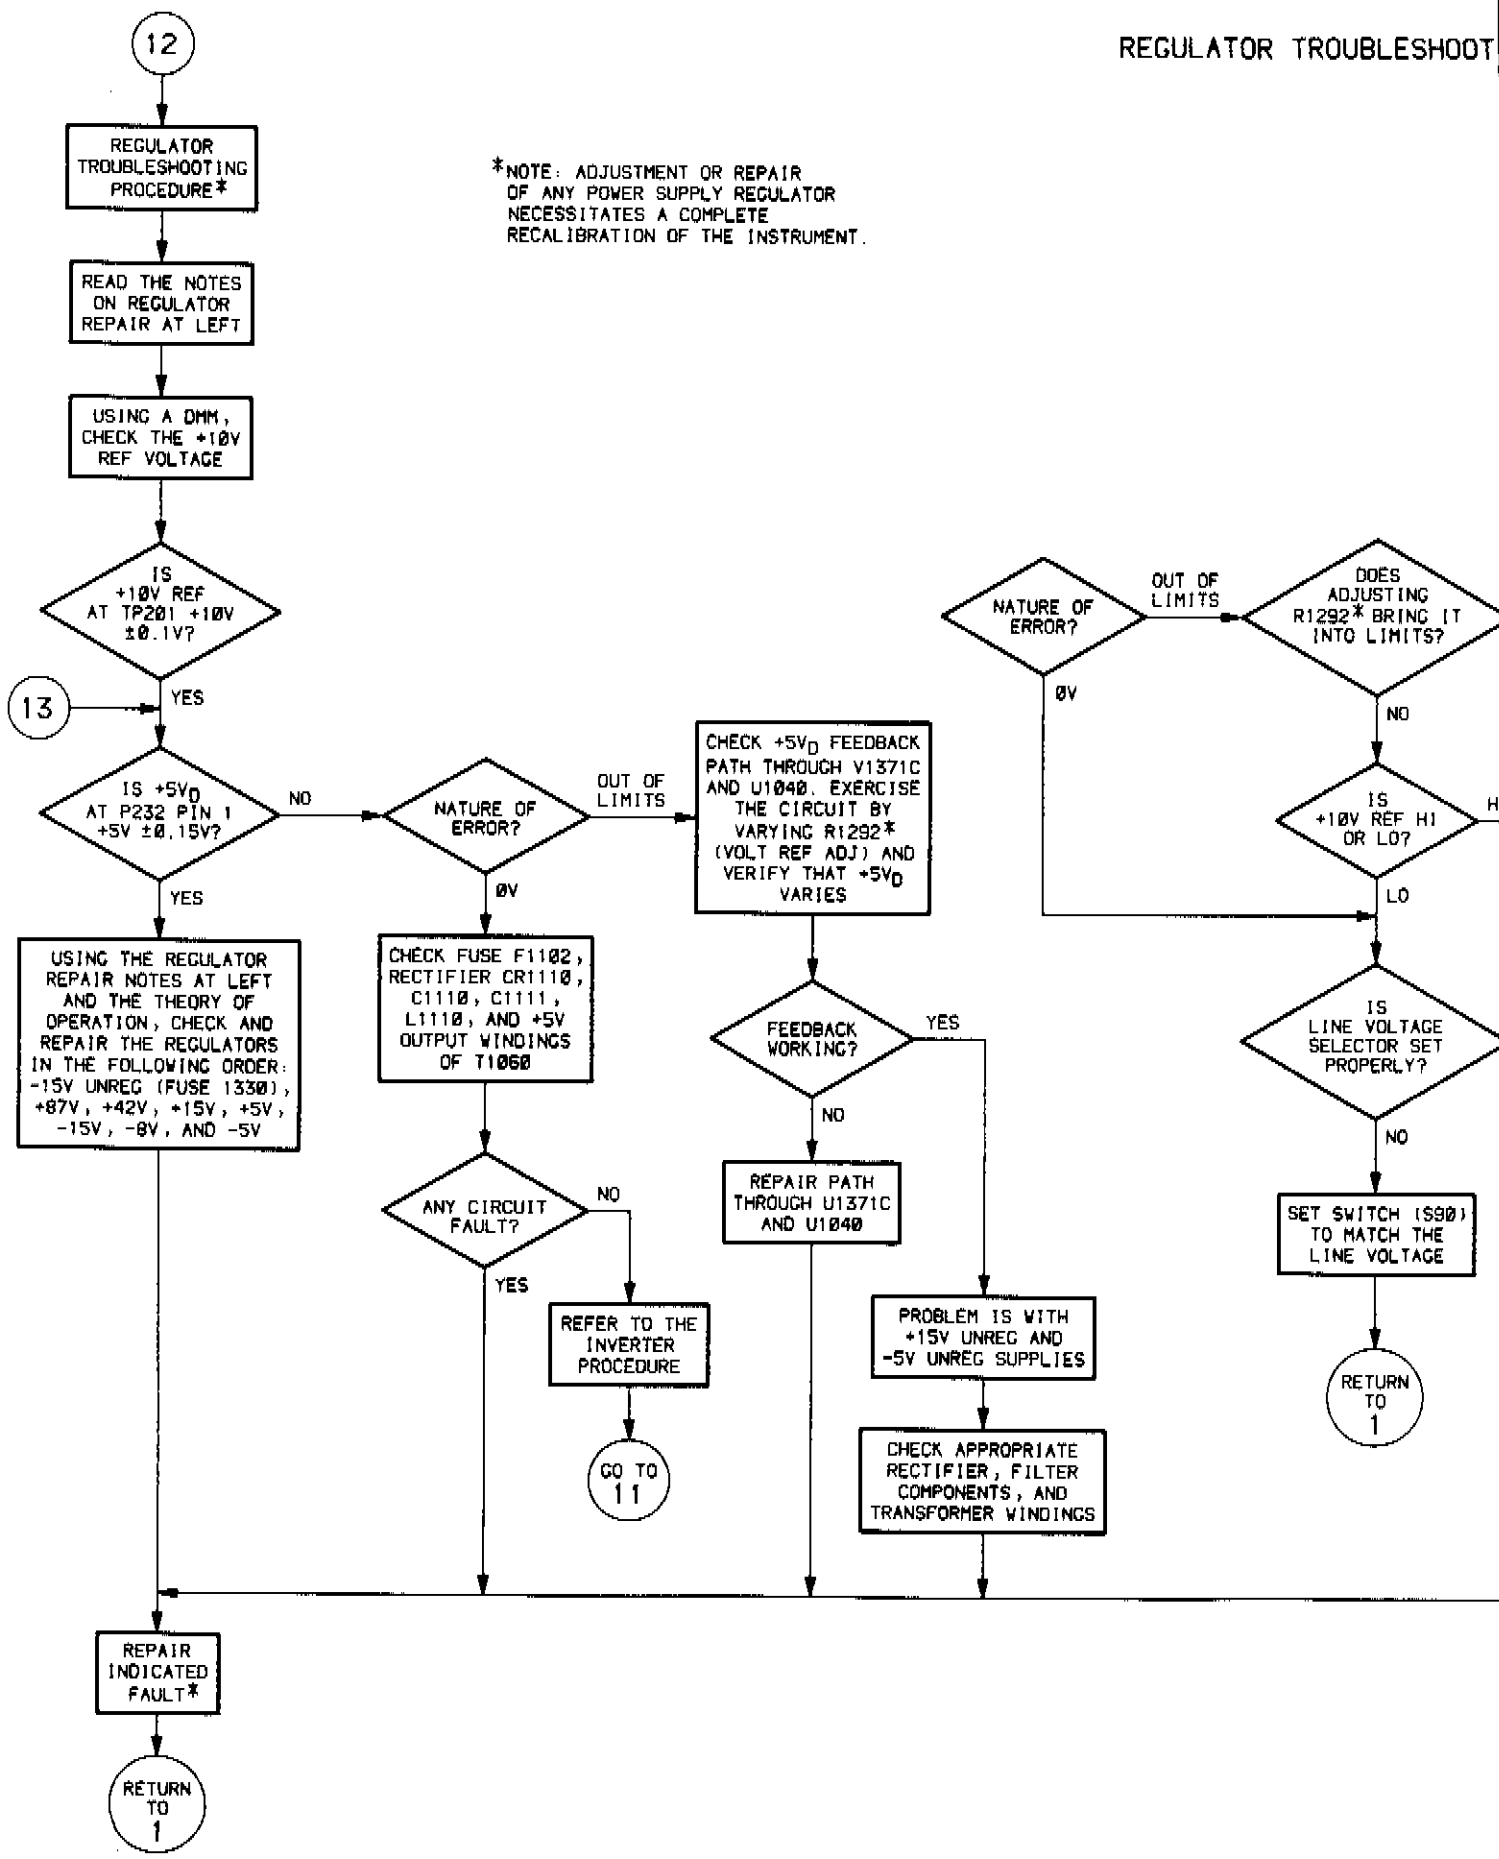 12
REGULATOR TROUBLESHOOT
REGULATOR
TROUBLESHOOTING
PROCEDURE*
*NOTE: ADJUSTMENT OR REPAIR
OF ANY POWER SUPPLY REGULATOR
NECESSITATES A COMPLETE
RECALIBRATION OF THE INSTRUMENT.
READ THE NOTES
ON REGULATOR
REPAIR AT LEFT
USING A DMM,
CHECK THE +10V
REF VOLTAGE
IS
+10V REF
AT TP201 +10V
±0.1V?
YES
13
IS +5VD
AT P232 PIN 1
+5V ±0.15V?
NO
YES
USING THE REGULATOR
REPAIR NOTES AT LEFT
AND THE THEORY OF
OPERATION, CHECK AND
REPAIR THE REGULATORS
IN THE FOLLOWING ORDER:
-15V UNREG (FUSE 1330),
+87V, +42V, +15V, +5V,
-15V, -8V, AND -5V
NATURE OF
ERROR?
OUT OF
LIMITS
0V
CHECK FUSE F1102,
RECTIFIER CR1110,
C1110, C1111,
L1110, AND +5V
OUTPUT WINDINGS
OF T1060
ANY CIRCUIT
FAULT?
NO
YES
REFER TO THE
INVERTER
PROCEDURE
GO TO
11
CHECK +5VD FEEDBACK
PATH THROUGH V1371C
AND U1040. EXERCISE
THE CIRCUIT BY
VARYING R1292*
(VOLT REF ADJ) AND
VERIFY THAT +5VD
VARIES
FEEDBACK
WORKING?
YES
NO
REPAIR PATH
THROUGH U1371C
AND U1040
PROBLEM IS WITH
+15V UNREG AND
-5V UNREG SUPPLIES
CHECK APPROPRIATE
RECTIFIER, FILTER
COMPONENTS, AND
TRANSFORMER WINDINGS
NATURE OF
ERROR?
OUT OF
LIMITS
0V
DOES
ADJUSTING
R1292* BRING IT
INTO LIMITS?
NO
IS
+10V REF HI
OR LO?
H
LO
IS
LINE VOLTAGE
SELECTOR SET
PROPERLY?
NO
SET SWITCH (S90)
TO MATCH THE
LINE VOLTAGE
RETURN
TO
1
REPAIR
INDICATED
FAULT*
RETURN
TO
1